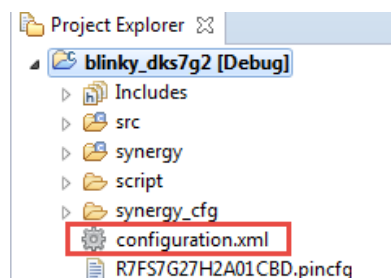 Project Explorer
blinky_dks7g2 [Debug]
Includes
src
synergy
script
synergy_cfg
configuration.xml
R7FS7G27H2A01CBD.pincfg